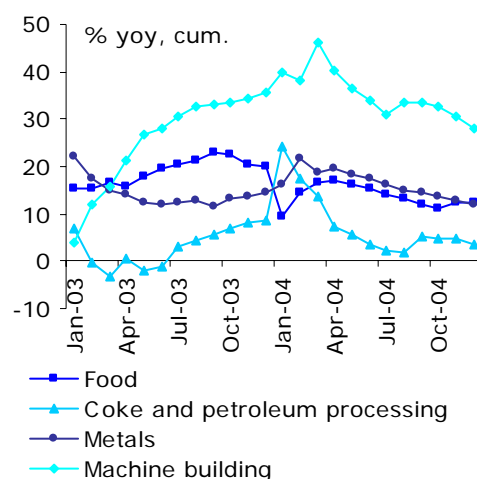 % yoy, cum.
50
40
30
20
10
0
-10
Jan-03
Apr-03
Jul-03
Oct-03
Jan-04
Apr-04
Jul-04
Oct-04
Food
Coke and petroleum processing
Metals
Machine building